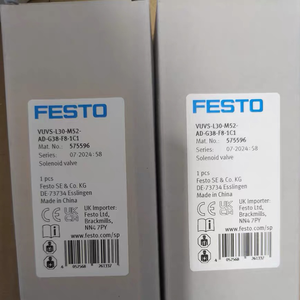 FESTO
VUVS-L30-M52-
AD-G38-F8-1C1
Mat. No.: 575596
Series: 07-2024-S8
Solenoid valve
1 pcs
Festo SE & Co. KG
DE-73734 Esslingen
Made in China
UK Importer:
Festo Ltd,
Brackmills,
NN4 7PY
www.festo.com/sp
FESTO
VUVS-L30-M52-
AD-G38-F8-1C1
Mat. No.: 575596
Series: 07-2024-S8
Solenoid valve
1 pcs
Festo SE & Co. KG
DE-73734 Esslingen
Made in China
UK Importer:
Festo Ltd,
Brackmills,
NN4 7PY
www.festo.com/sp